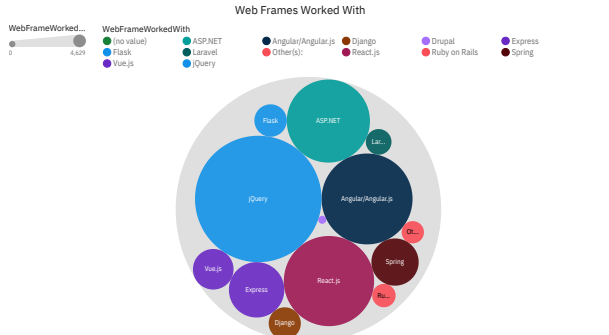 Web Frames Worked With
WebFrameWorked...
0 4,629
WebFrameWorkedWith
(no value) ASP.NET Angular/Angular.js Django Drupal Express
Flask Laravel Other(s): React.js Ruby on Rails Spring
Vue.js jQuery
Flask
ASP.NET
Lar...
jQuery
Angular/Angular.js
Ot...
Spring
Vue.js
React.js
Express
Ru...
Django